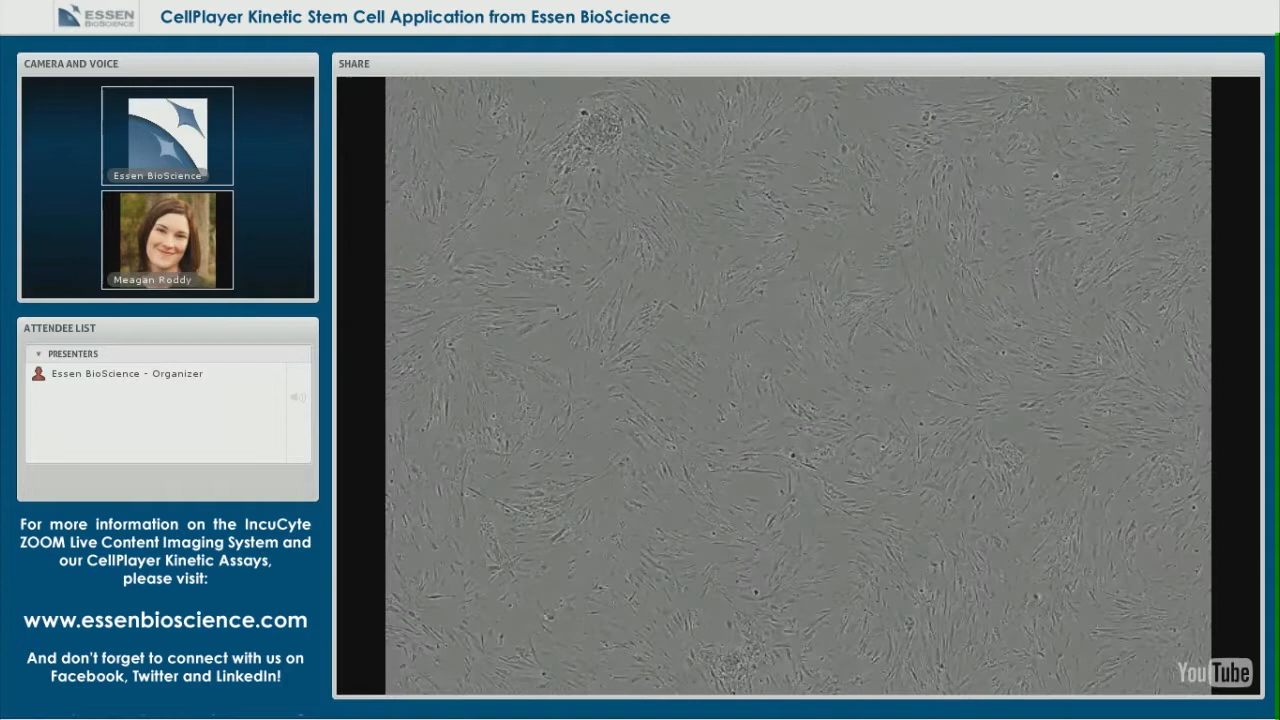 ESSEN
BIOSCIENCE
CellPlayer Kinetic Stem Cell Application from Essen BioScience
CAMERA AND VOICE
Essen BioScience
Meagan Roddy
ATTENDEE LIST
PRESENTERS
Essen BioScience - Organizer
For more information on the IncuCyte
ZOOM Live Content Imaging System and
our CellPlayer Kinetic Assays,
please visit:
www.essenbioscience.com
And don't forget to connect with us on
Facebook, Twitter and LinkedIn!
SHARE
YouTube